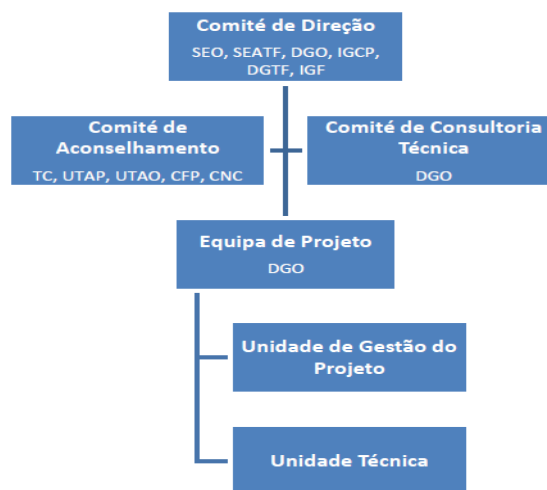 Comité de Direção
SEO, SEATF, DGO, IGCP,
DGTF, IGF
Comité de
Aconselhamento
TC, UTAP, UTAO, CFP, CNC
Comité de Consultoria
Técnica
DGO
Equipa de Projeto
DGO
Unidade de Gestão do
Projeto
Unidade Técnica